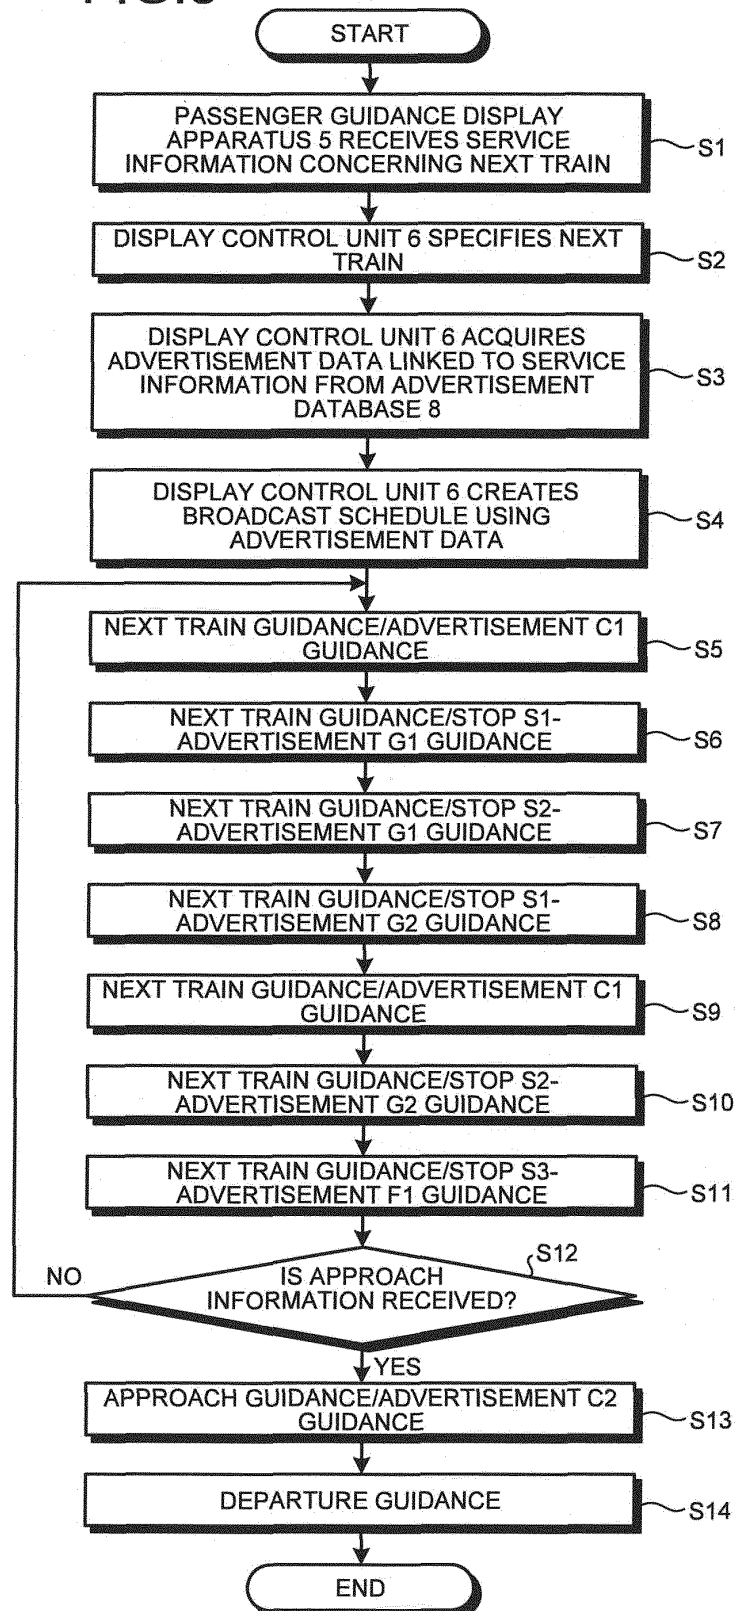 START
PASSENGER GUIDANCE DISPLAY
APPARATUS 5 RECEIVES SERVICE
INFORMATION CONCERNING NEXT TRAIN
S1
DISPLAY CONTROL UNIT 6 SPECIFIES NEXT
TRAIN
S2
DISPLAY CONTROL UNIT 6 ACQUIRES
ADVERTISEMENT DATA LINKED TO SERVICE
INFORMATION FROM ADVERTISEMENT
DATABASE 8
S3
DISPLAY CONTROL UNIT 6 CREATES
BROADCAST SCHEDULE USING
ADVERTISEMENT DATA
S4
NEXT TRAIN GUIDANCE/ADVERTISEMENT C1
GUIDANCE
S5
NEXT TRAIN GUIDANCE/STOP S1-
ADVERTISEMENT G1 GUIDANCE
S6
NEXT TRAIN GUIDANCE/STOP S2-
ADVERTISEMENT G1 GUIDANCE
S7
NEXT TRAIN GUIDANCE/STOP S1-
ADVERTISEMENT G2 GUIDANCE
S8
NEXT TRAIN GUIDANCE/ADVERTISEMENT C1
GUIDANCE
S9
NEXT TRAIN GUIDANCE/STOP S2-
ADVERTISEMENT G2 GUIDANCE
S10
NEXT TRAIN GUIDANCE/STOP S3-
ADVERTISEMENT F1 GUIDANCE
S11
S12
NO
IS APPROACH
INFORMATION RECEIVED?
YES
APPROACH GUIDANCE/ADVERTISEMENT C2
GUIDANCE
S13
DEPARTURE GUIDANCE
S14
END